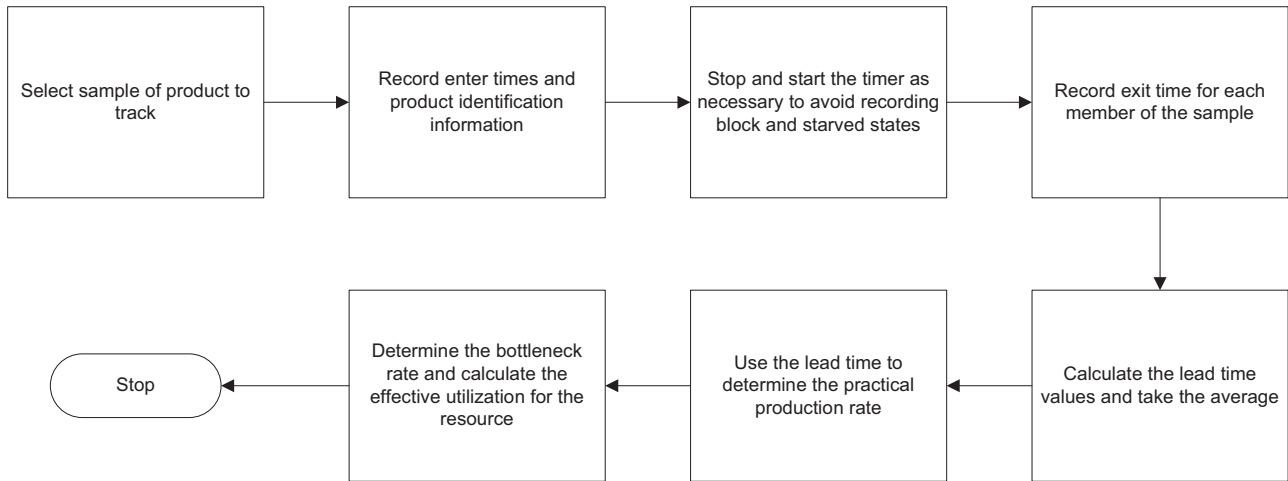 Select sample of product to
track
Record enter times and
product identification
information
Stop and start the timer as
necessary to avoid recording
block and starved states
Record exit time for each
member of the sample
Calculate the lead time
values and take the average
Use the lead time to
determine the practical
production rate
Determine the bottleneck
rate and calculate the
effective utilization for the
resource
Stop